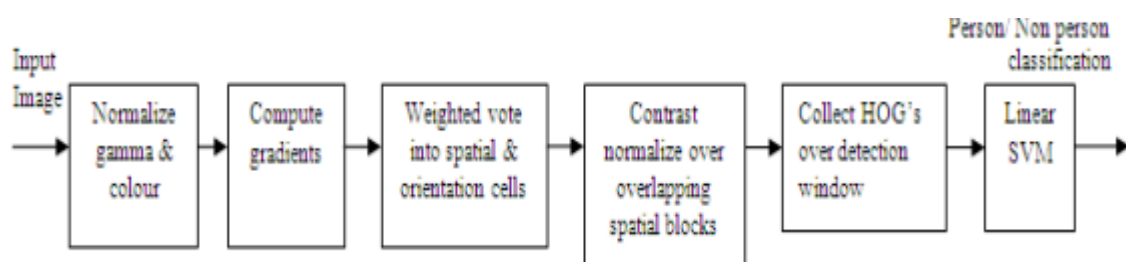 Input
Image
Normalize
gamma &
colour
Compute
gradients
Weighted vote
into spatial &
orientation cells
Contrast
normalize over
overlapping
spatial blocks
Collect HOG's
over detection
window
Linear
SVM
Person/ Non person
classification